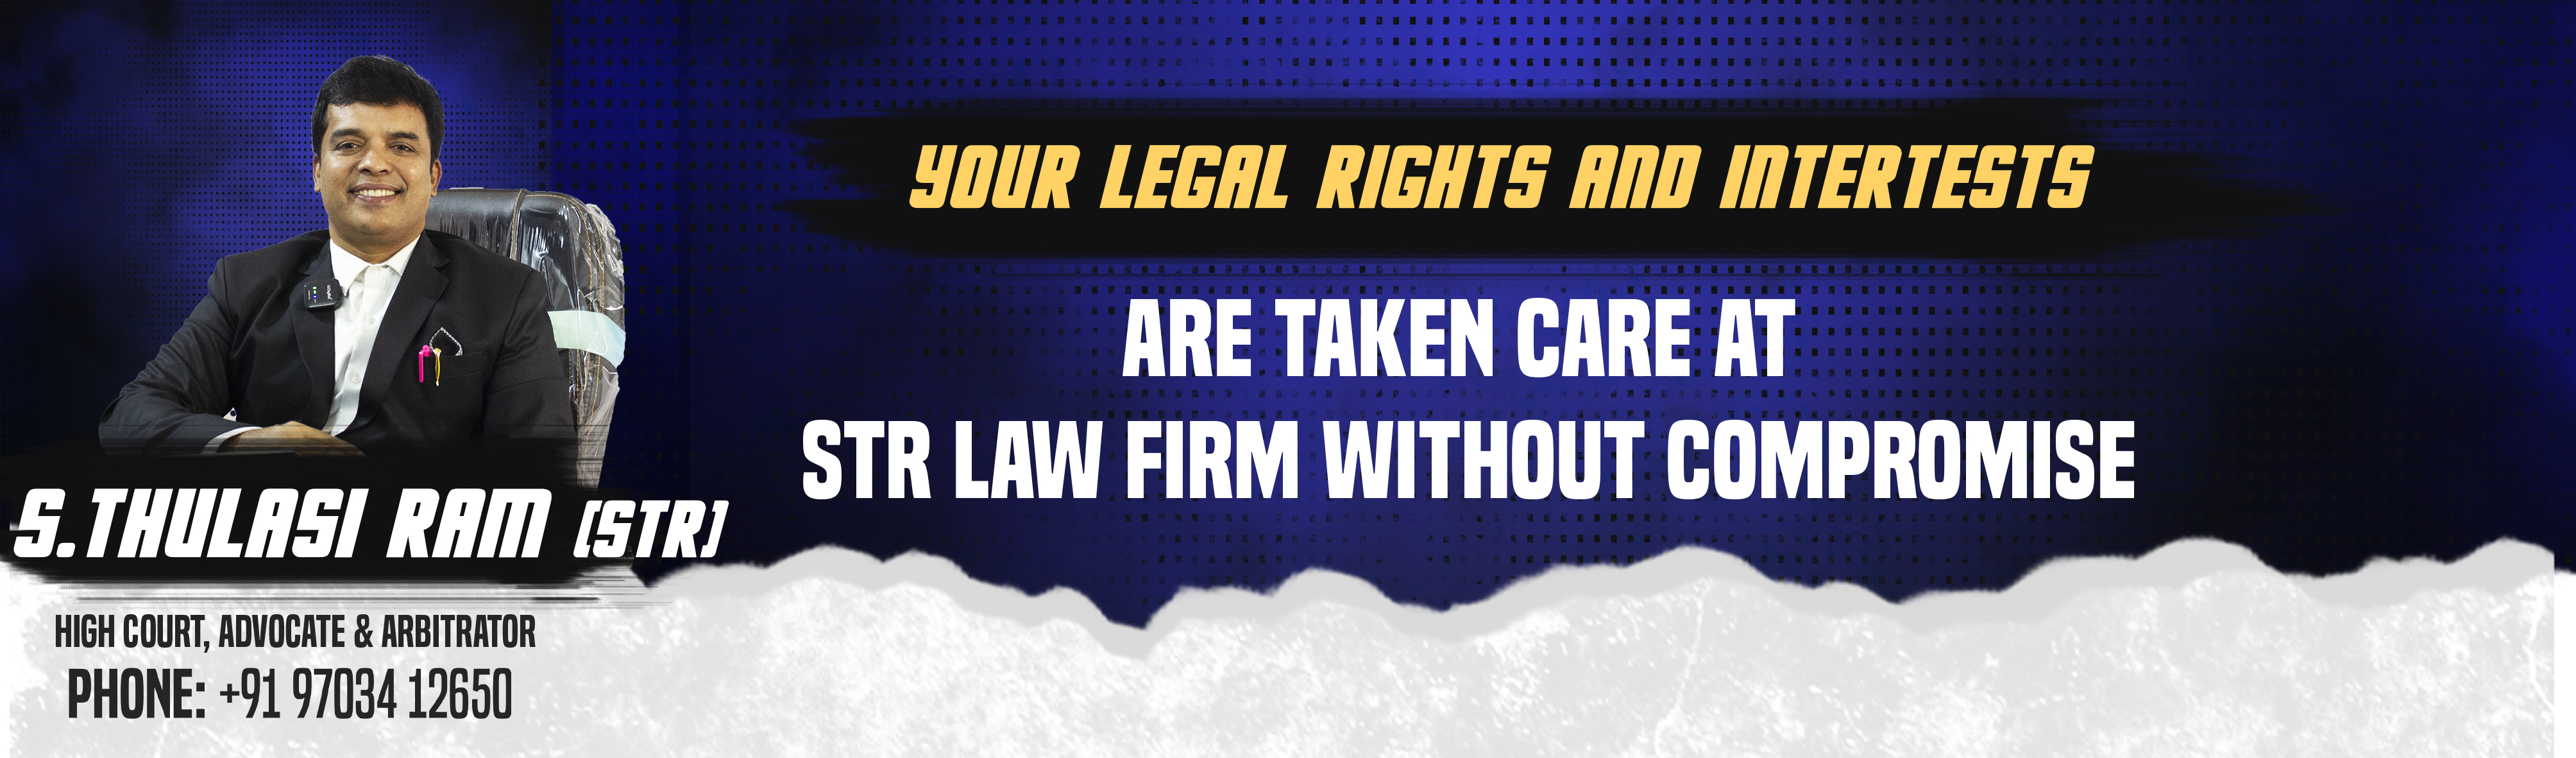 YOUR LEGAL RIGHTS AND INTERTESTS
ARE TAKEN CARE AT
STR LAW FIRM WITHOUT COMPROMISE
S.THULASI RAM (STR)
HIGH COURT, ADVOCATE & ARBITRATOR
PHONE: +91 97034 12650